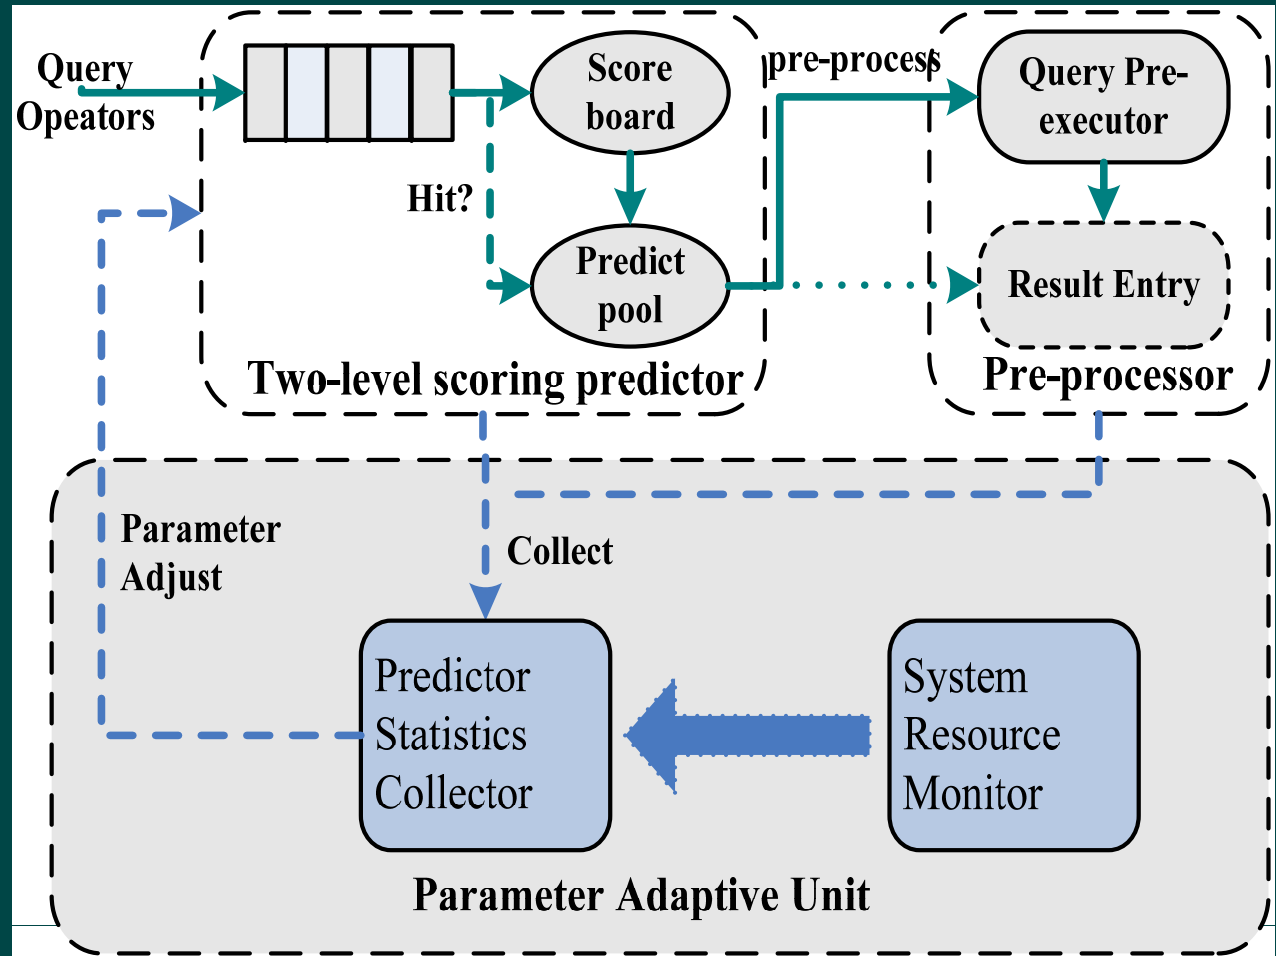 Query
Opeators
Score
board
pre-process
Query Pre-
executor
Hit?
Predict
pool
Result Entry
Two-level scoring predictor
Pre-processor
Parameter
Adjust
Collect
Predictor
Statistics
Collector
System
Resource
Monitor
Parameter Adaptive Unit